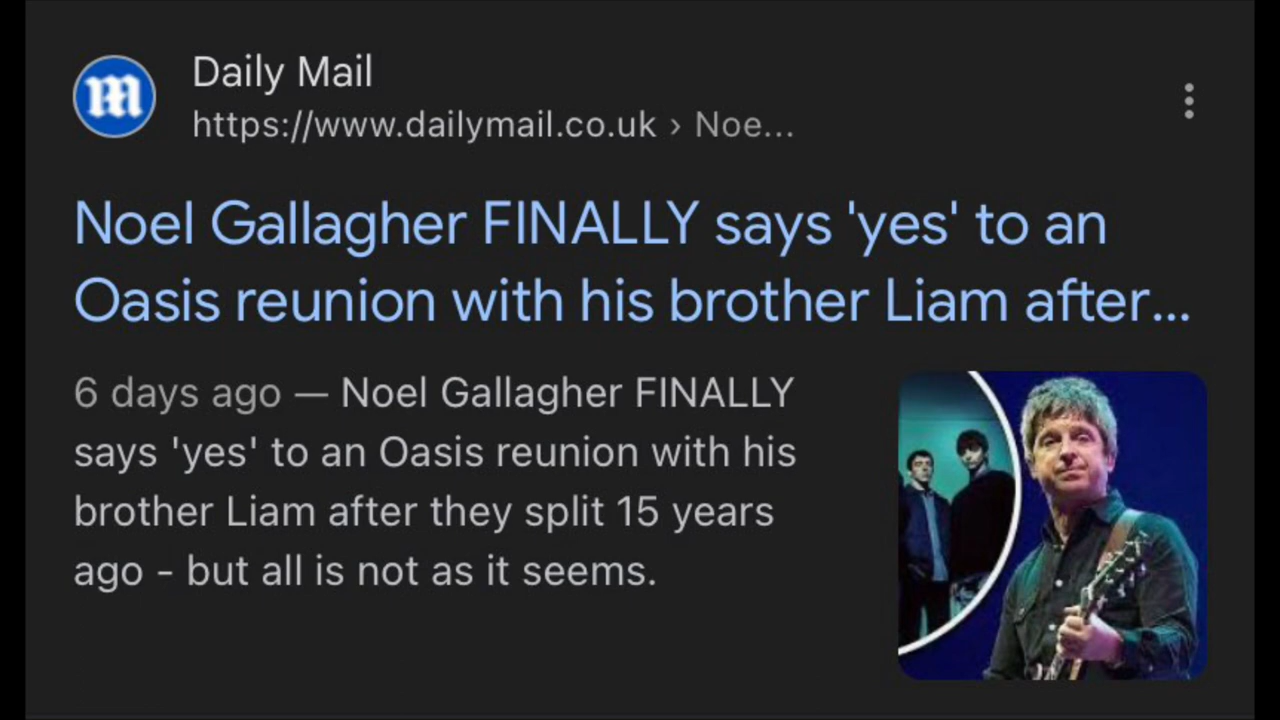 Daily Mail
https://www.dailymail.co.uk › Noe...
Noel Gallagher FINALLY says 'yes' to an
Oasis reunion with his brother Liam after...
6 days ago — Noel Gallagher FINALLY
says 'yes' to an Oasis reunion with his
brother Liam after they split 15 years
ago - but all is not as it seems.